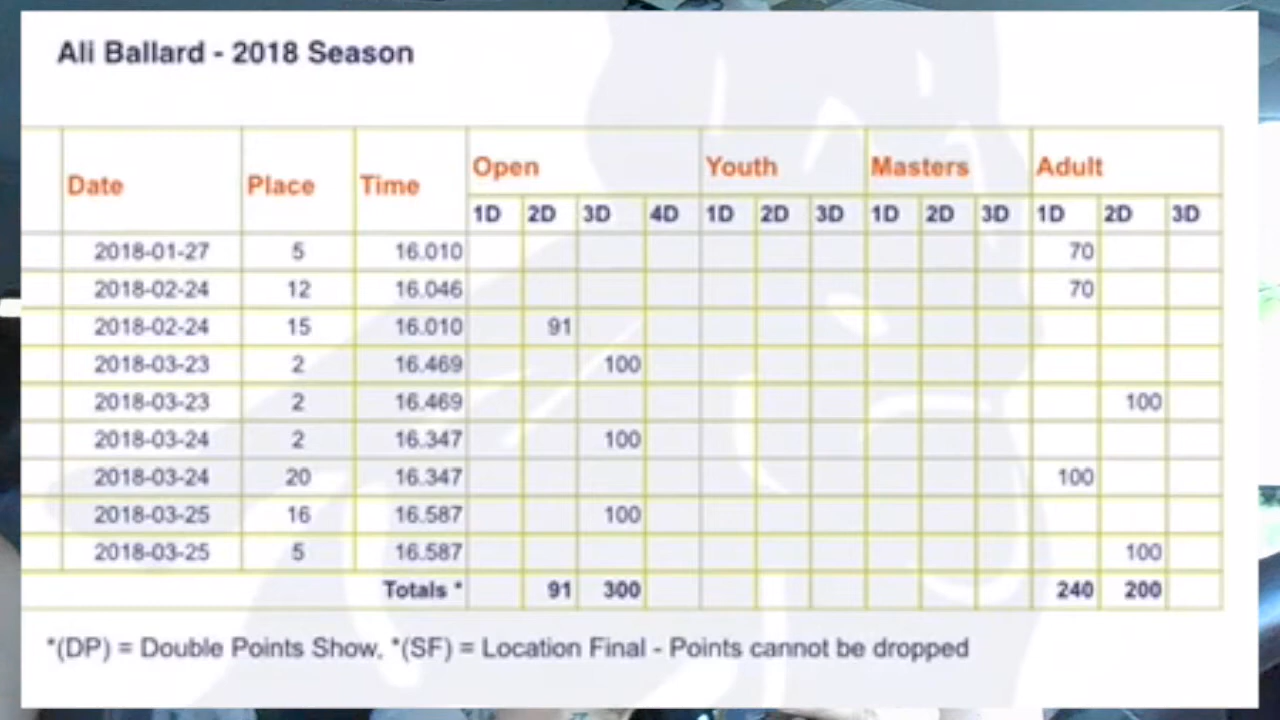 Ali Ballard - 2018 Season
Date Place Time Open Youth Masters Adult
1D 2D 3D 4D 1D 2D 3D 1D 2D 3D 1D 2D 3D
2018-01-27 5 16.010 70
2018-02-24 12 16.046 70
2018-02-24 15 16.010 91
2018-03-23 2 16.469 100
2018-03-23 2 16.469 100
2018-03-24 2 16.347 100
2018-03-24 20 16.347 100
2018-03-25 16 16.587 100
2018-03-25 5 16.587 100
Totals * 91 300 240 200
*(DP) = Double Points Show, *(SF) = Location Final - Points cannot be dropped